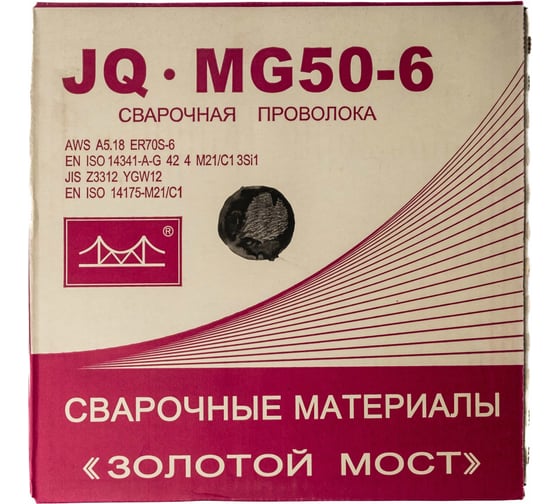 JQ · MG50-6
СВАРОЧНАЯ ПРОВОЛОКА
AWS A5.18 ER70S-6
EN ISO 14341-A-G 42 4 M21/C1 3Si1
JIS Z3312 YGW12
EN ISO 14175-M21/C1
®
СВАРОЧНЫЕ МАТЕРИАЛЫ
«ЗОЛОТОЙ МОСТ»